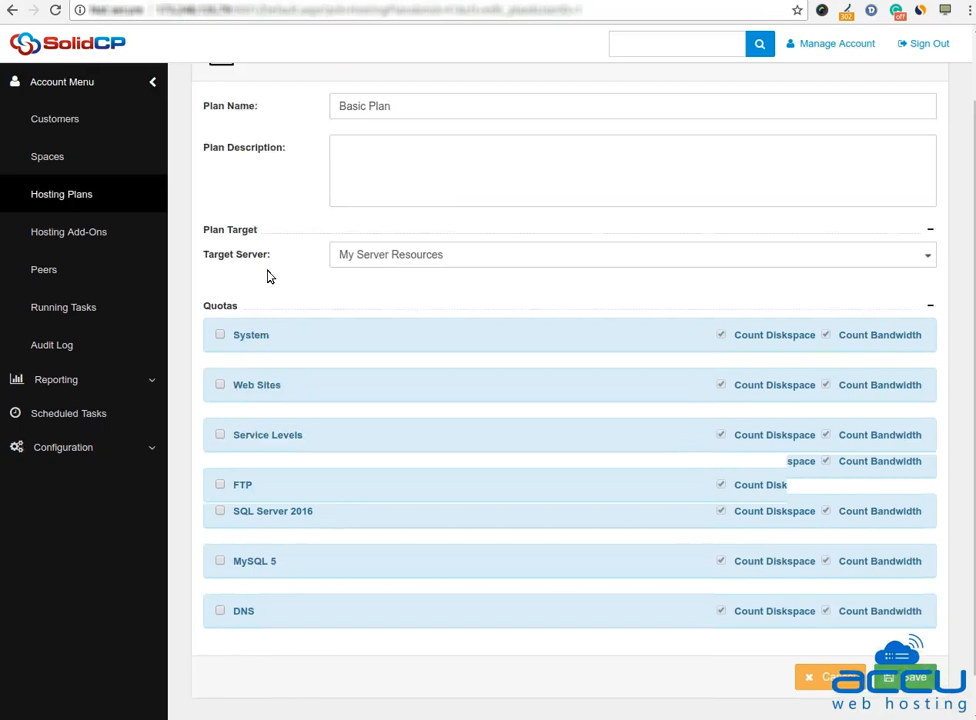 SolidCP
Manage Account
Sign Out
302
off
Account Menu
Customers
Spaces
Hosting Plans
Hosting Add-Ons
Peers
Running Tasks
Audit Log
Reporting
Scheduled Tasks
Configuration
Plan Name: Basic Plan
Plan Description:
Plan Target
Target Server: My Server Resources
Quotas
System Count Diskspace Count Bandwidth
Web Sites Count Diskspace Count Bandwidth
Service Levels Count Diskspace Count Bandwidth
space Count Bandwidth
FTP Count Disk
SQL Server 2016 Count Diskspace Count Bandwidth
MySQL 5 Count Diskspace Count Bandwidth
DNS Count Diskspace Count Bandwidth
accu
web hosting